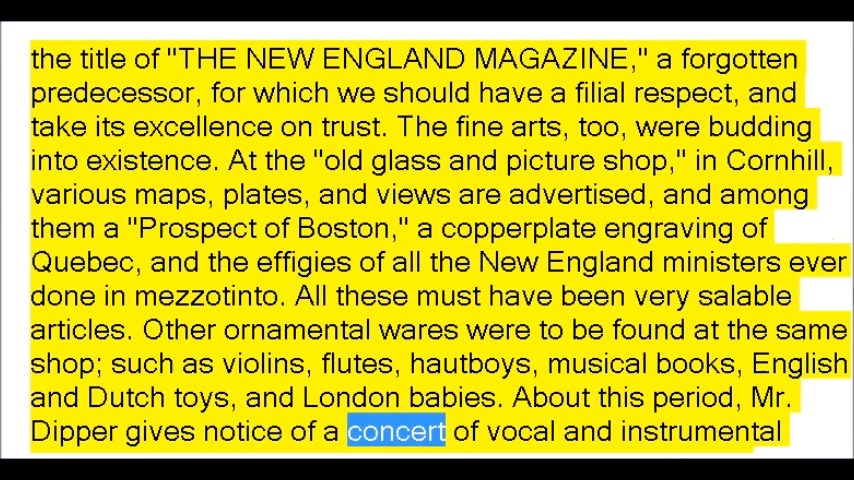 the title of "THE NEW ENGLAND MAGAZINE," a forgotten
predecessor, for which we should have a filial respect, and
take its excellence on trust. The fine arts, too, were budding
into existence. At the "old glass and picture shop," in Cornhill,
various maps, plates, and views are advertised, and among
them a "Prospect of Boston," a copperplate engraving of
Quebec, and the effigies of all the New England ministers ever
done in mezzotinto. All these must have been very salable
articles. Other ornamental wares were to be found at the same
shop; such as violins, flutes, hautboys, musical books, English
and Dutch toys, and London babies. About this period, Mr.
Dipper gives notice of a concert of vocal and instrumental